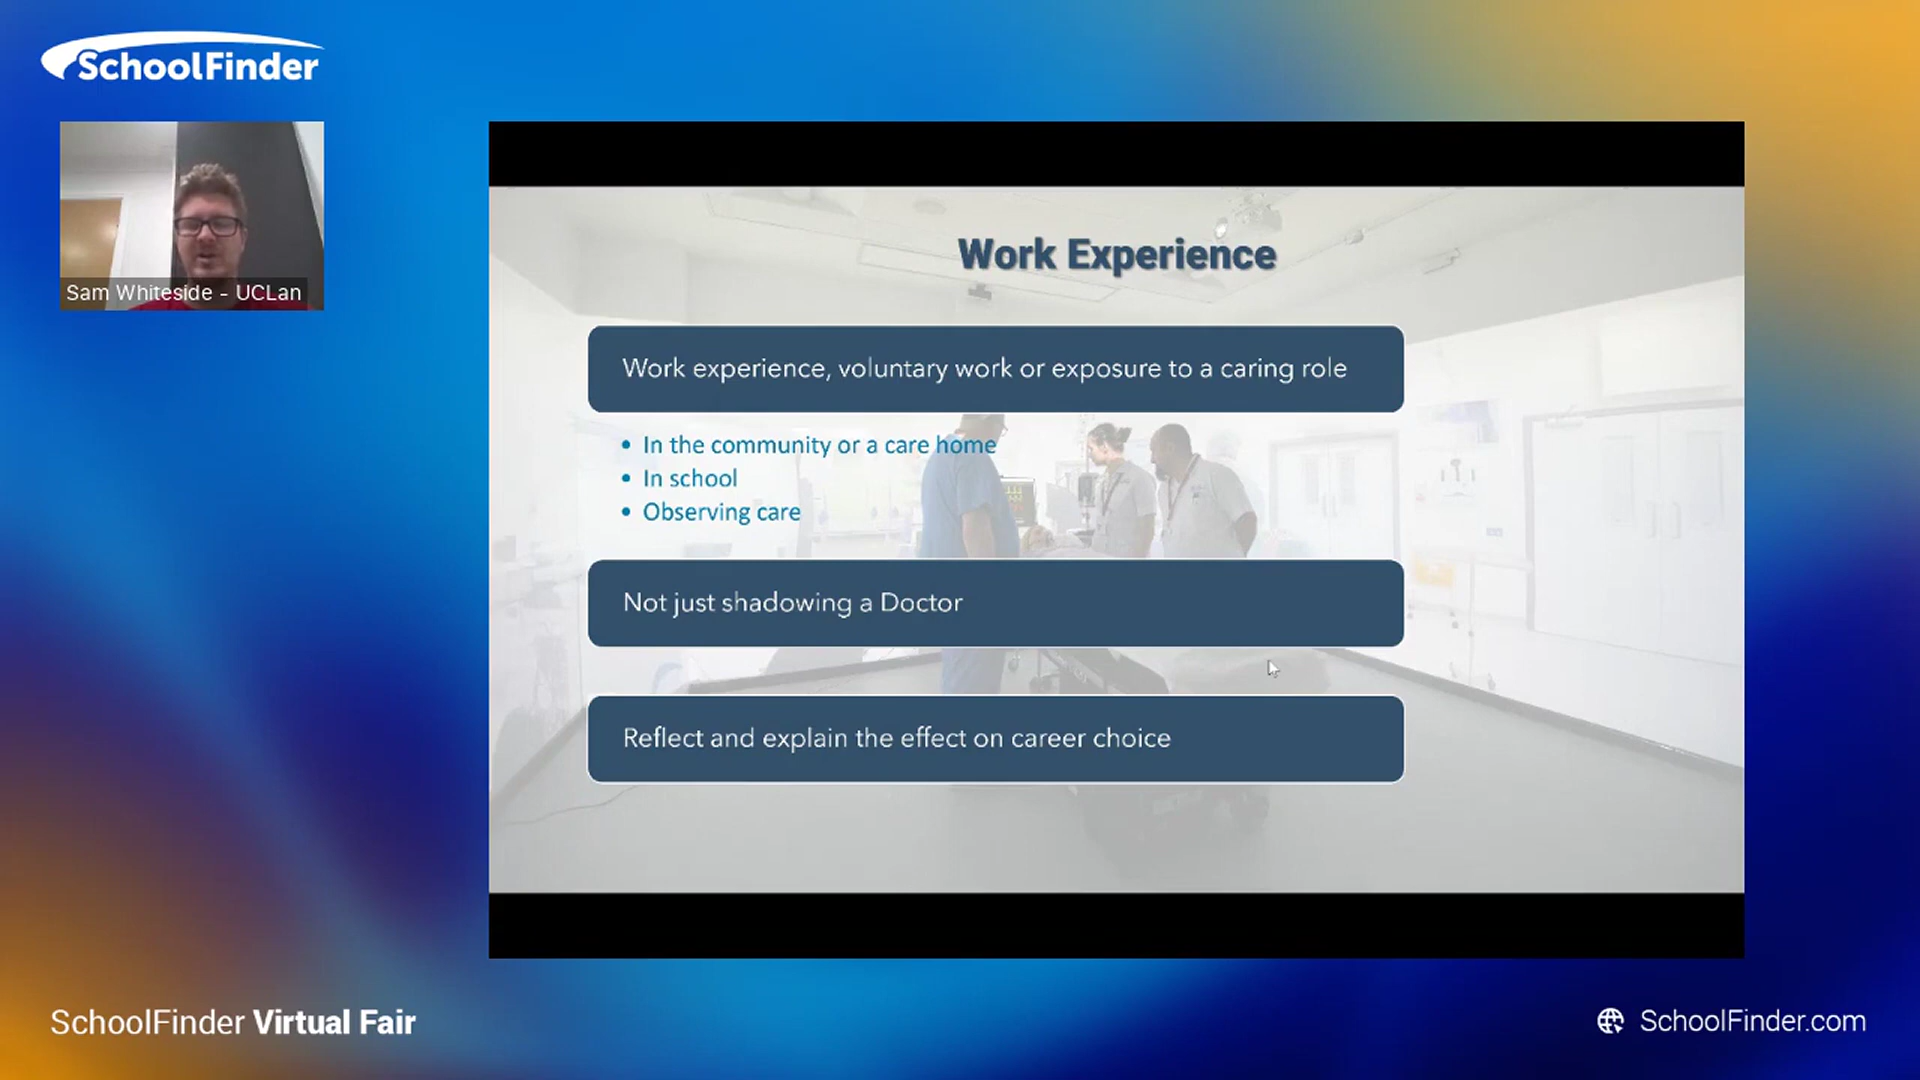 SchoolFinder
Sam Whiteside - UCLan
Work Experience
Work experience, voluntary work or exposure to a caring role
• In the community or a care home
• In school
• Observing care
Not just shadowing a Doctor
Reflect and explain the effect on career choice
SchoolFinder Virtual Fair
SchoolFinder.com